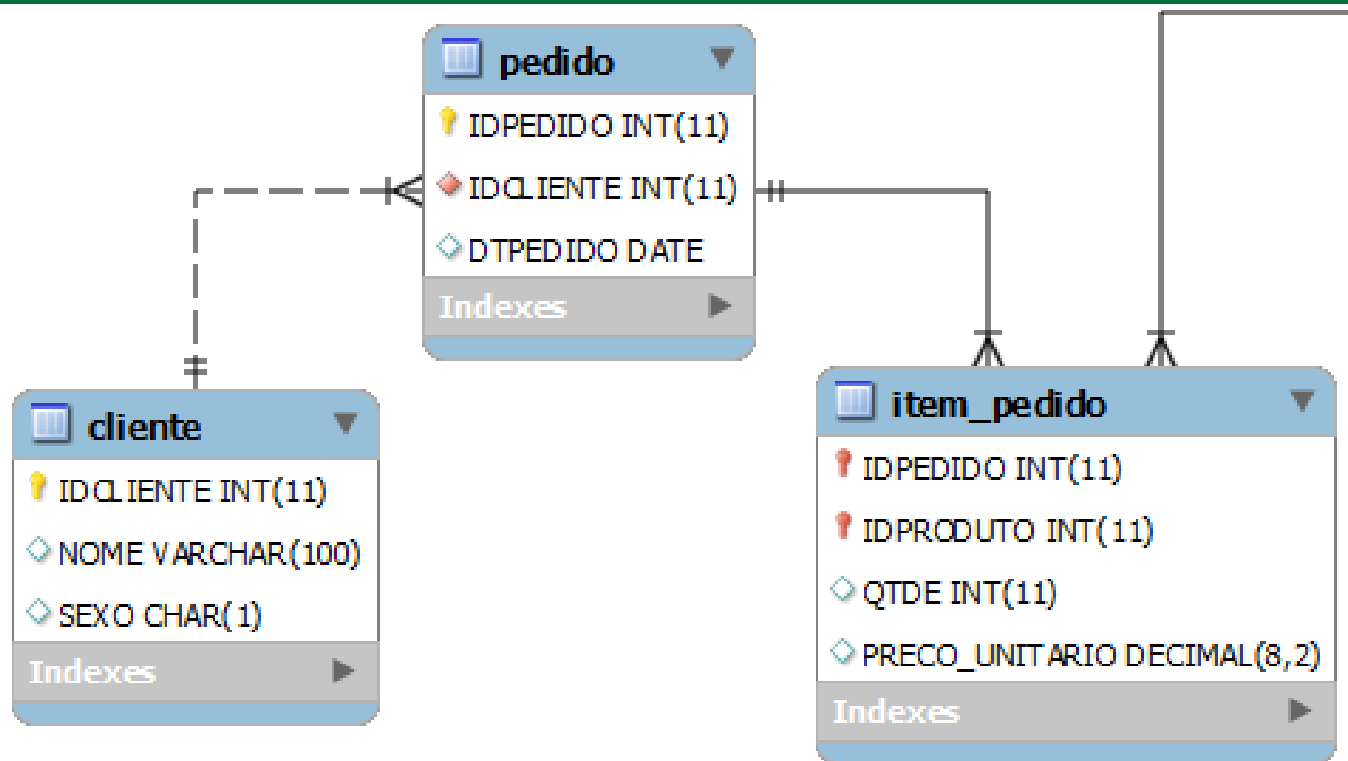 pedido
IDPEDIDO INT(11)
IDCLIENTE INT(11)
DTPEDIDO DATE
Indexes
cliente
IDCLIENTE INT(11)
NOME VARCHAR(100)
SEXO CHAR(1)
Indexes
item_pedido
IDPEDIDO INT(11)
IDPRODUTO INT(11)
QTDE INT(11)
PRECO_UNITARIO DECIMAL(8,2)
Indexes